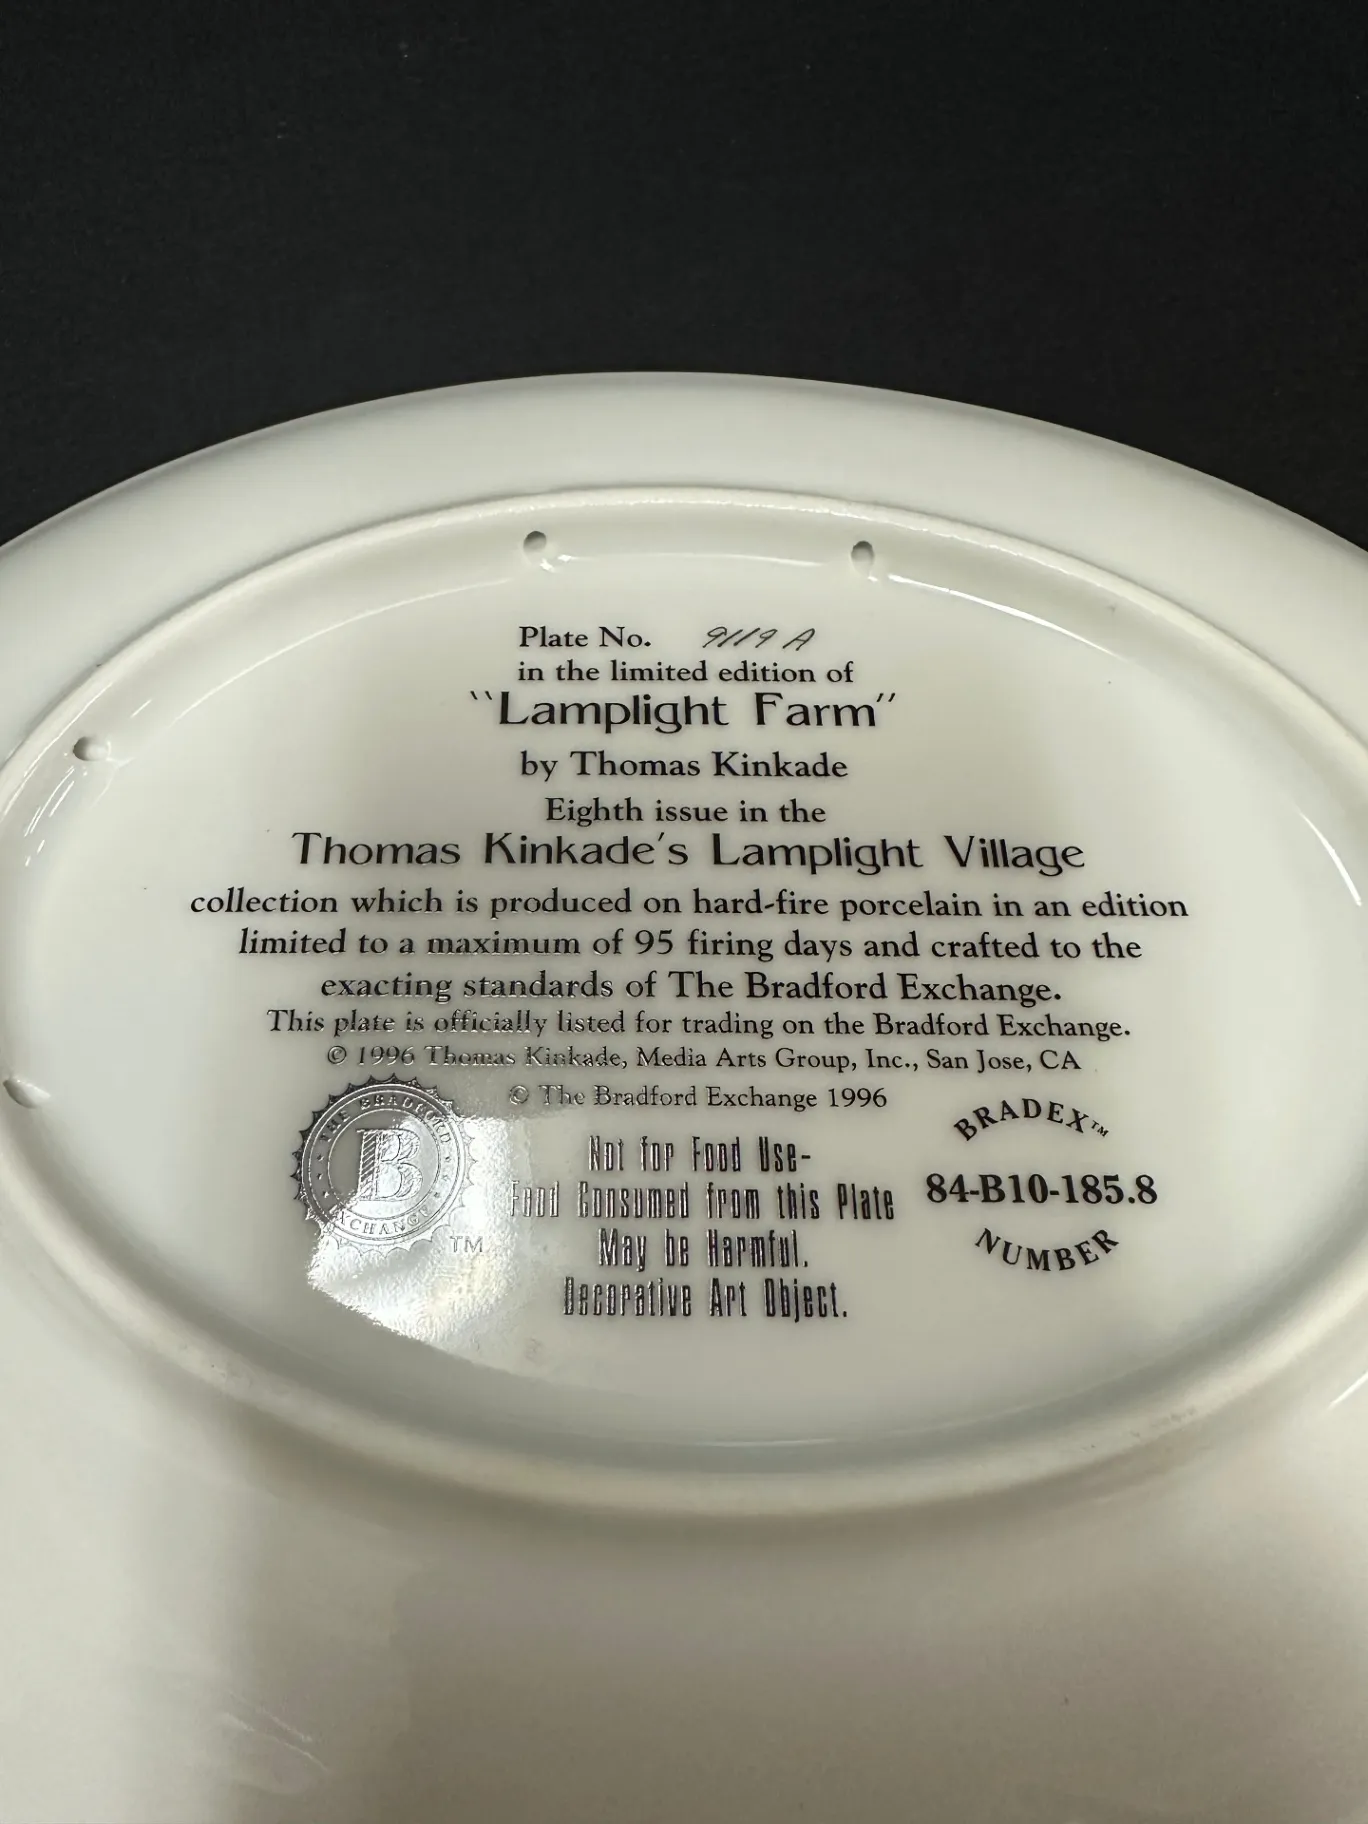 Plate No. 9119 A
in the limited edition of
"Lamplight Farm"
by Thomas Kinkade
Eighth issue in the
Thomas Kinkade's Lamplight Village
collection which is produced on hard-fire porcelain in an edition
limited to a maximum of 95 firing days and crafted to the
exacting standards of The Bradford Exchange.
This plate is officially listed for trading on the Bradford Exchange.
© 1996 Thomas Kinkade, Media Arts Group, Inc., San Jose, CA
© The Bradford Exchange 1996
THE BRADFORD
B
EXCHANGE
TM
Not for Food Use-
Food Consumed from this Plate
May be Harmful.
Decorative Art Object.
BRADEX™
84-B10-185.8
NUMBER